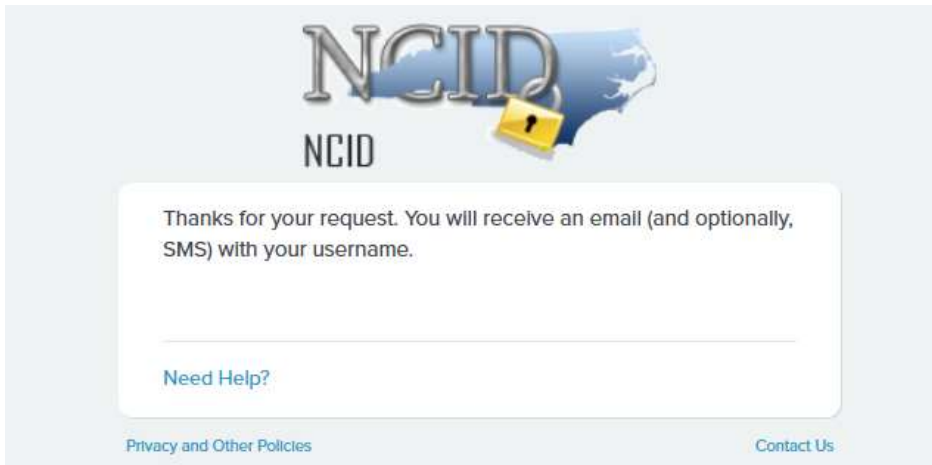 NCID
NCID
Thanks for your request. You will receive an email (and optionally,
SMS) with your username.
Need Help?
Privacy and Other Policies
Contact Us